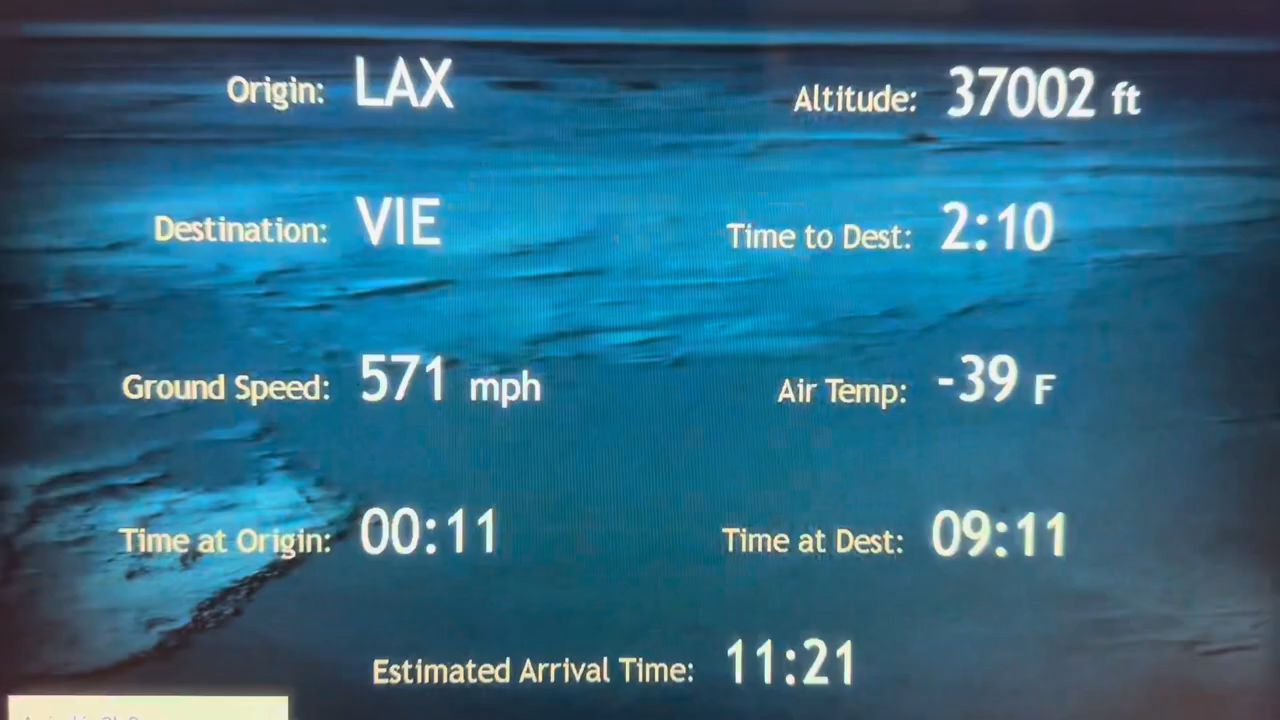 Origin: LAX
Altitude: 37002 ft
Destination: VIE
Time to Dest: 2:10
Ground Speed: 571 mph
Air Temp: -39 F
Time at Origin: 00:11
Time at Dest: 09:11
Estimated Arrival Time: 11:21